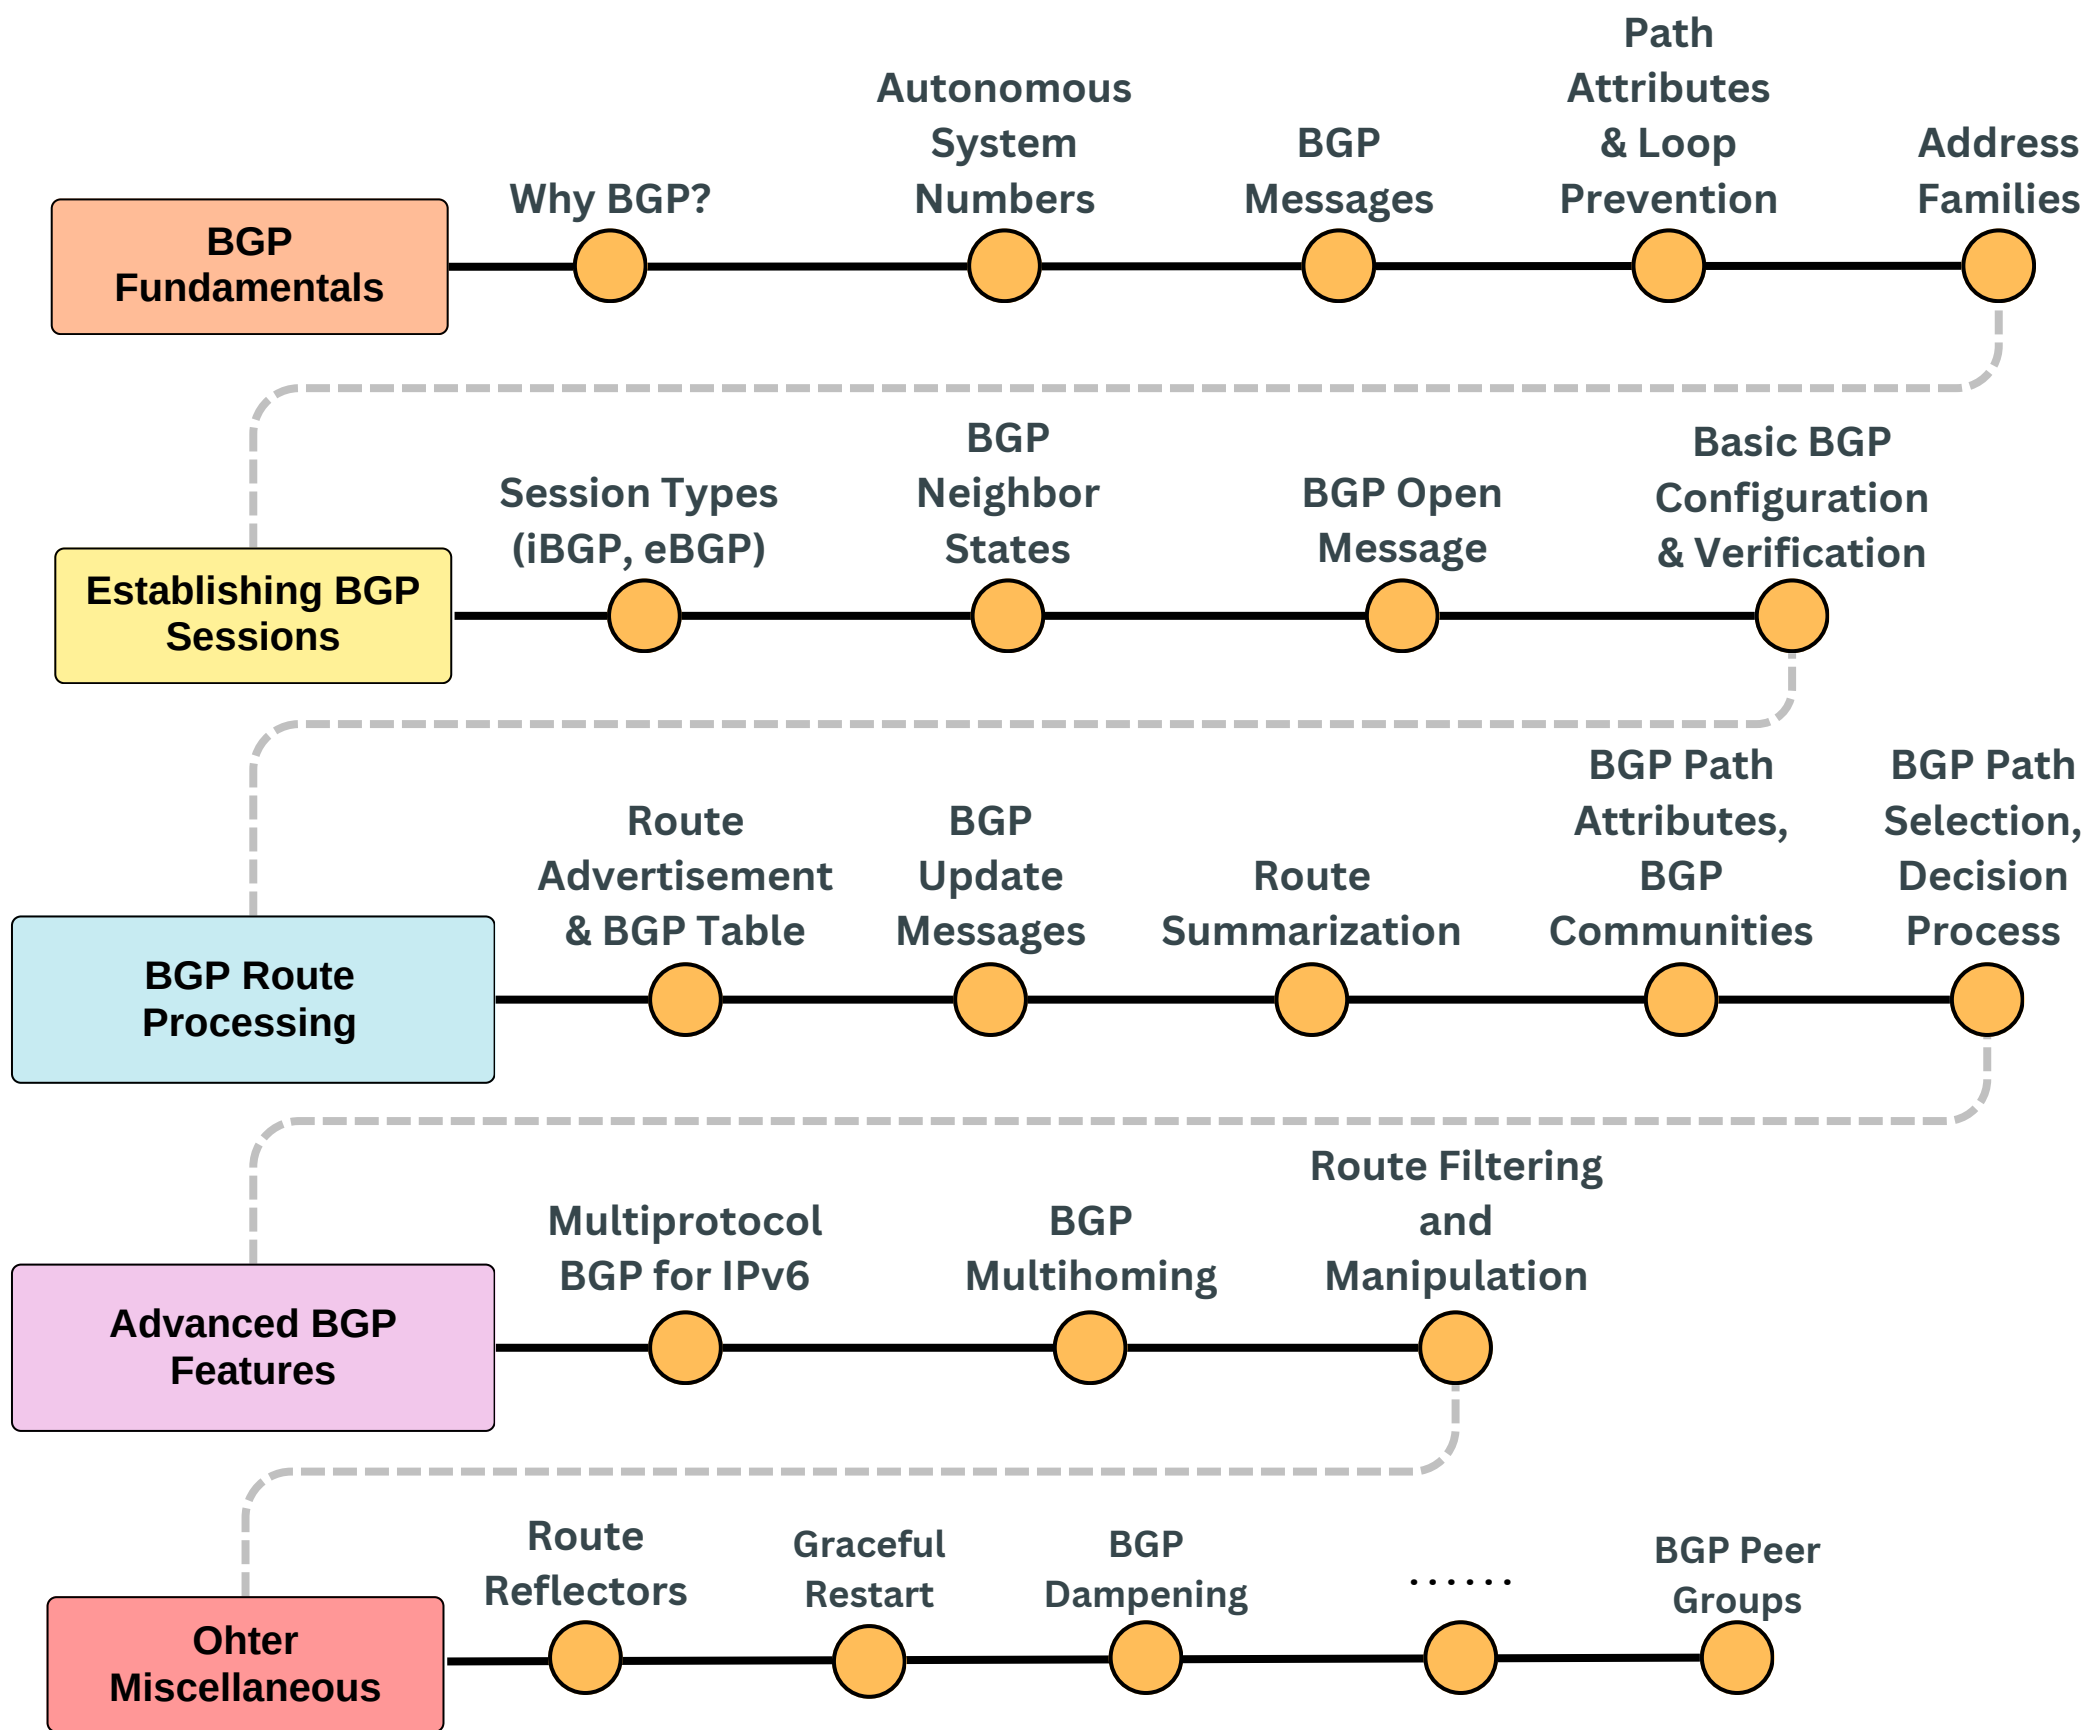 BGP
Fundamentals
Why BGP?
Autonomous
System
Numbers
BGP
Messages
Path
Attributes
& Loop
Prevention
Address
Families
Establishing BGP
Sessions
Session Types
(iBGP, eBGP)
BGP
Neighbor
States
BGP Open
Message
Basic BGP
Configuration
& Verification
BGP Route
Processing
Route
Advertisement
& BGP Table
BGP
Update
Messages
Route
Summarization
BGP Path
Attributes,
BGP
Communities
BGP Path
Selection,
Decision
Process
Advanced BGP
Features
Multiprotocol
BGP for IPv6
BGP
Multihoming
Route Filtering
and
Manipulation
Ohter
Miscellaneous
Route
Reflectors
Graceful
Restart
BGP
Dampening
......
BGP Peer
Groups